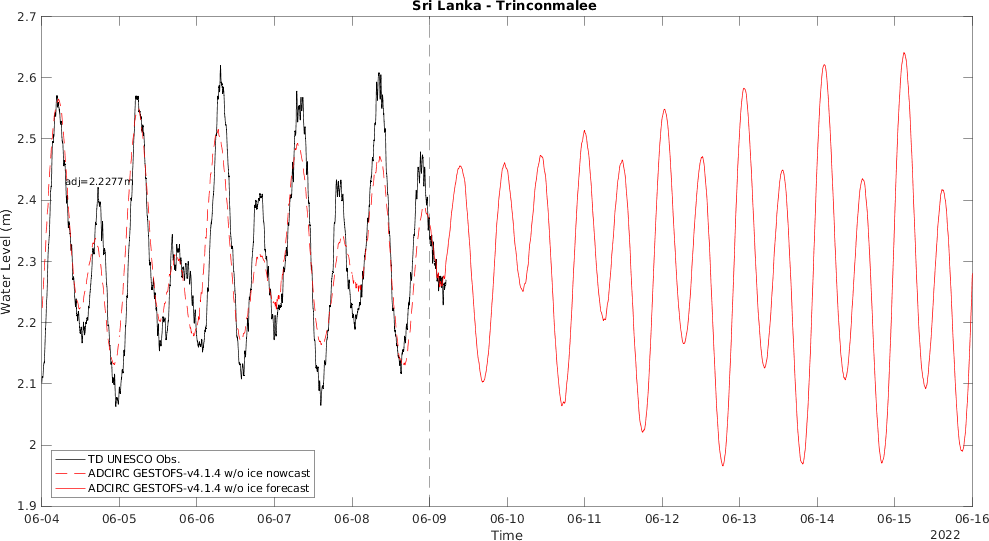 Sri Lanka - Trinconmalee
2.7
2.6
2.5
2.4
2.3
2.2
2.1
2
1.9
Water Level (m)
adj=2.2277m
TD UNESCO Obs.
ADCIRC GESTOFS-v4.1.4 w/o ice nowcast
ADCIRC GESTOFS-v4.1.4 w/o ice forecast
06-04 06-05 06-06 06-07 06-08 06-09 06-10 06-11 06-12 06-13 06-14 06-15 06-16
Time
2022